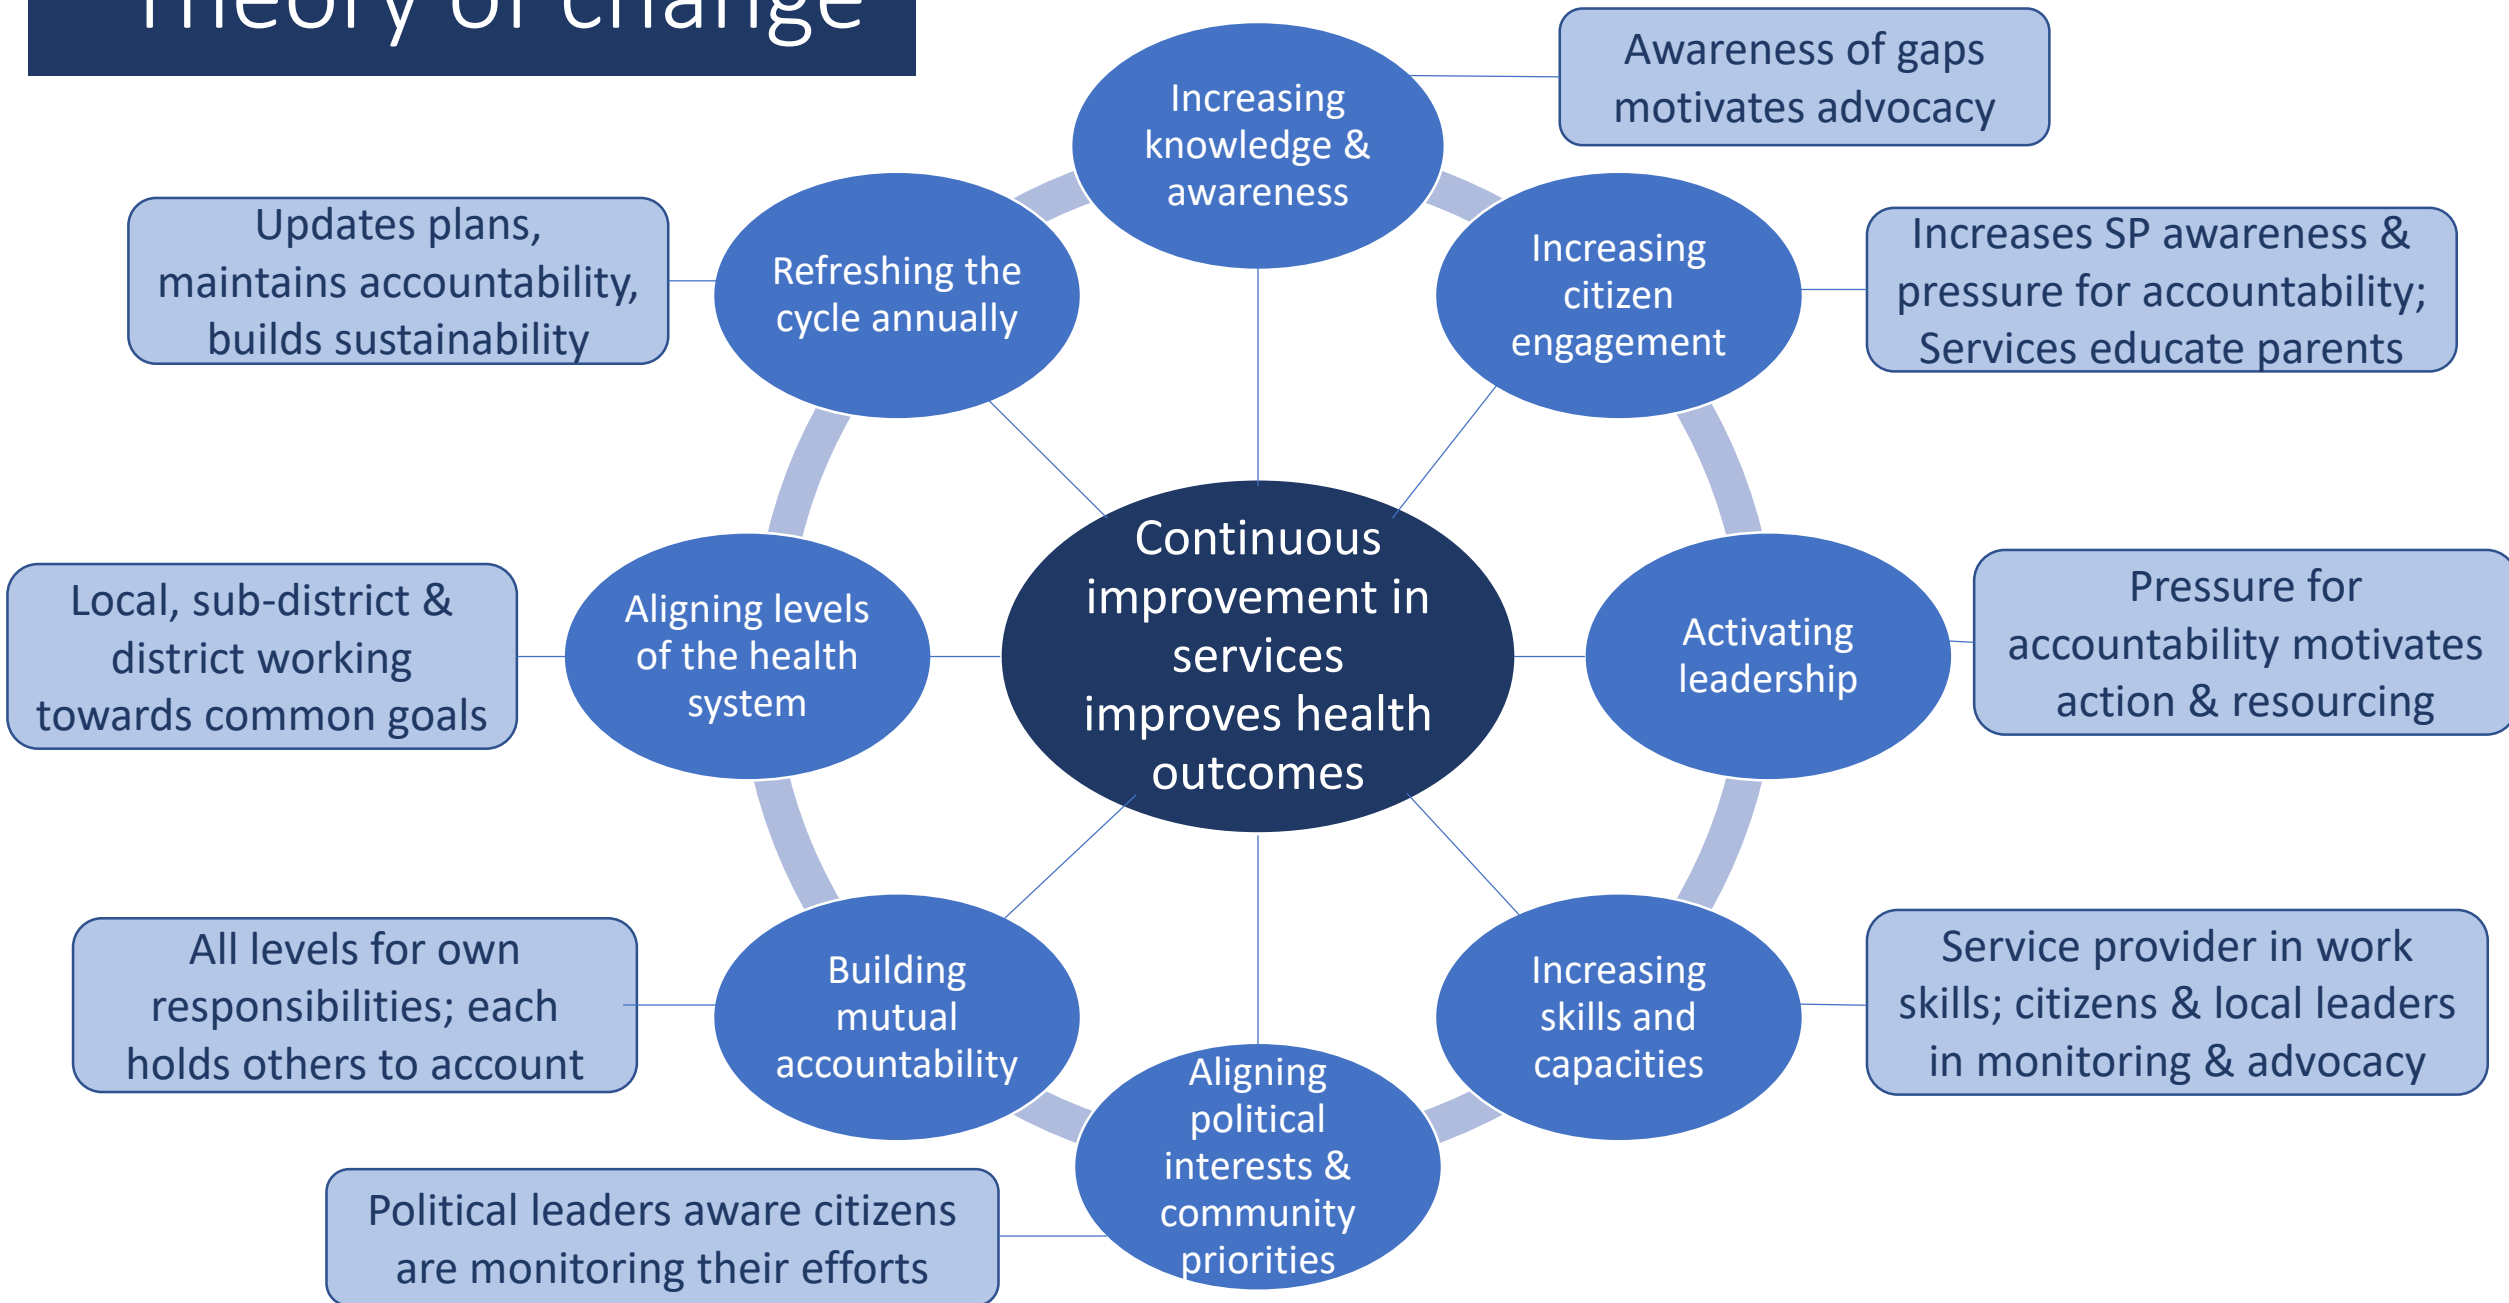 Theory of change
Increasing
knowledge &
awareness
Awareness of gaps
motivates advocacy
Increasing
citizen
engagement
Increases SP awareness &
pressure for accountability;
Services educate parents
Activating
leadership
Pressure for
accountability motivates
action & resourcing
Increasing
skills and
capacities
Service provider in work
skills; citizens & local leaders
in monitoring & advocacy
Aligning
political
interests &
community
priorities
Political leaders aware citizens
are monitoring their efforts
Building
mutual
accountability
All levels for own
responsibilities; each
holds others to account
Aligning levels
of the health
system
Local, sub-district &
district working
towards common goals
Refreshing the
cycle annually
Updates plans,
maintains accountability,
builds sustainability
Continuous
improvement in
services
improves health
outcomes